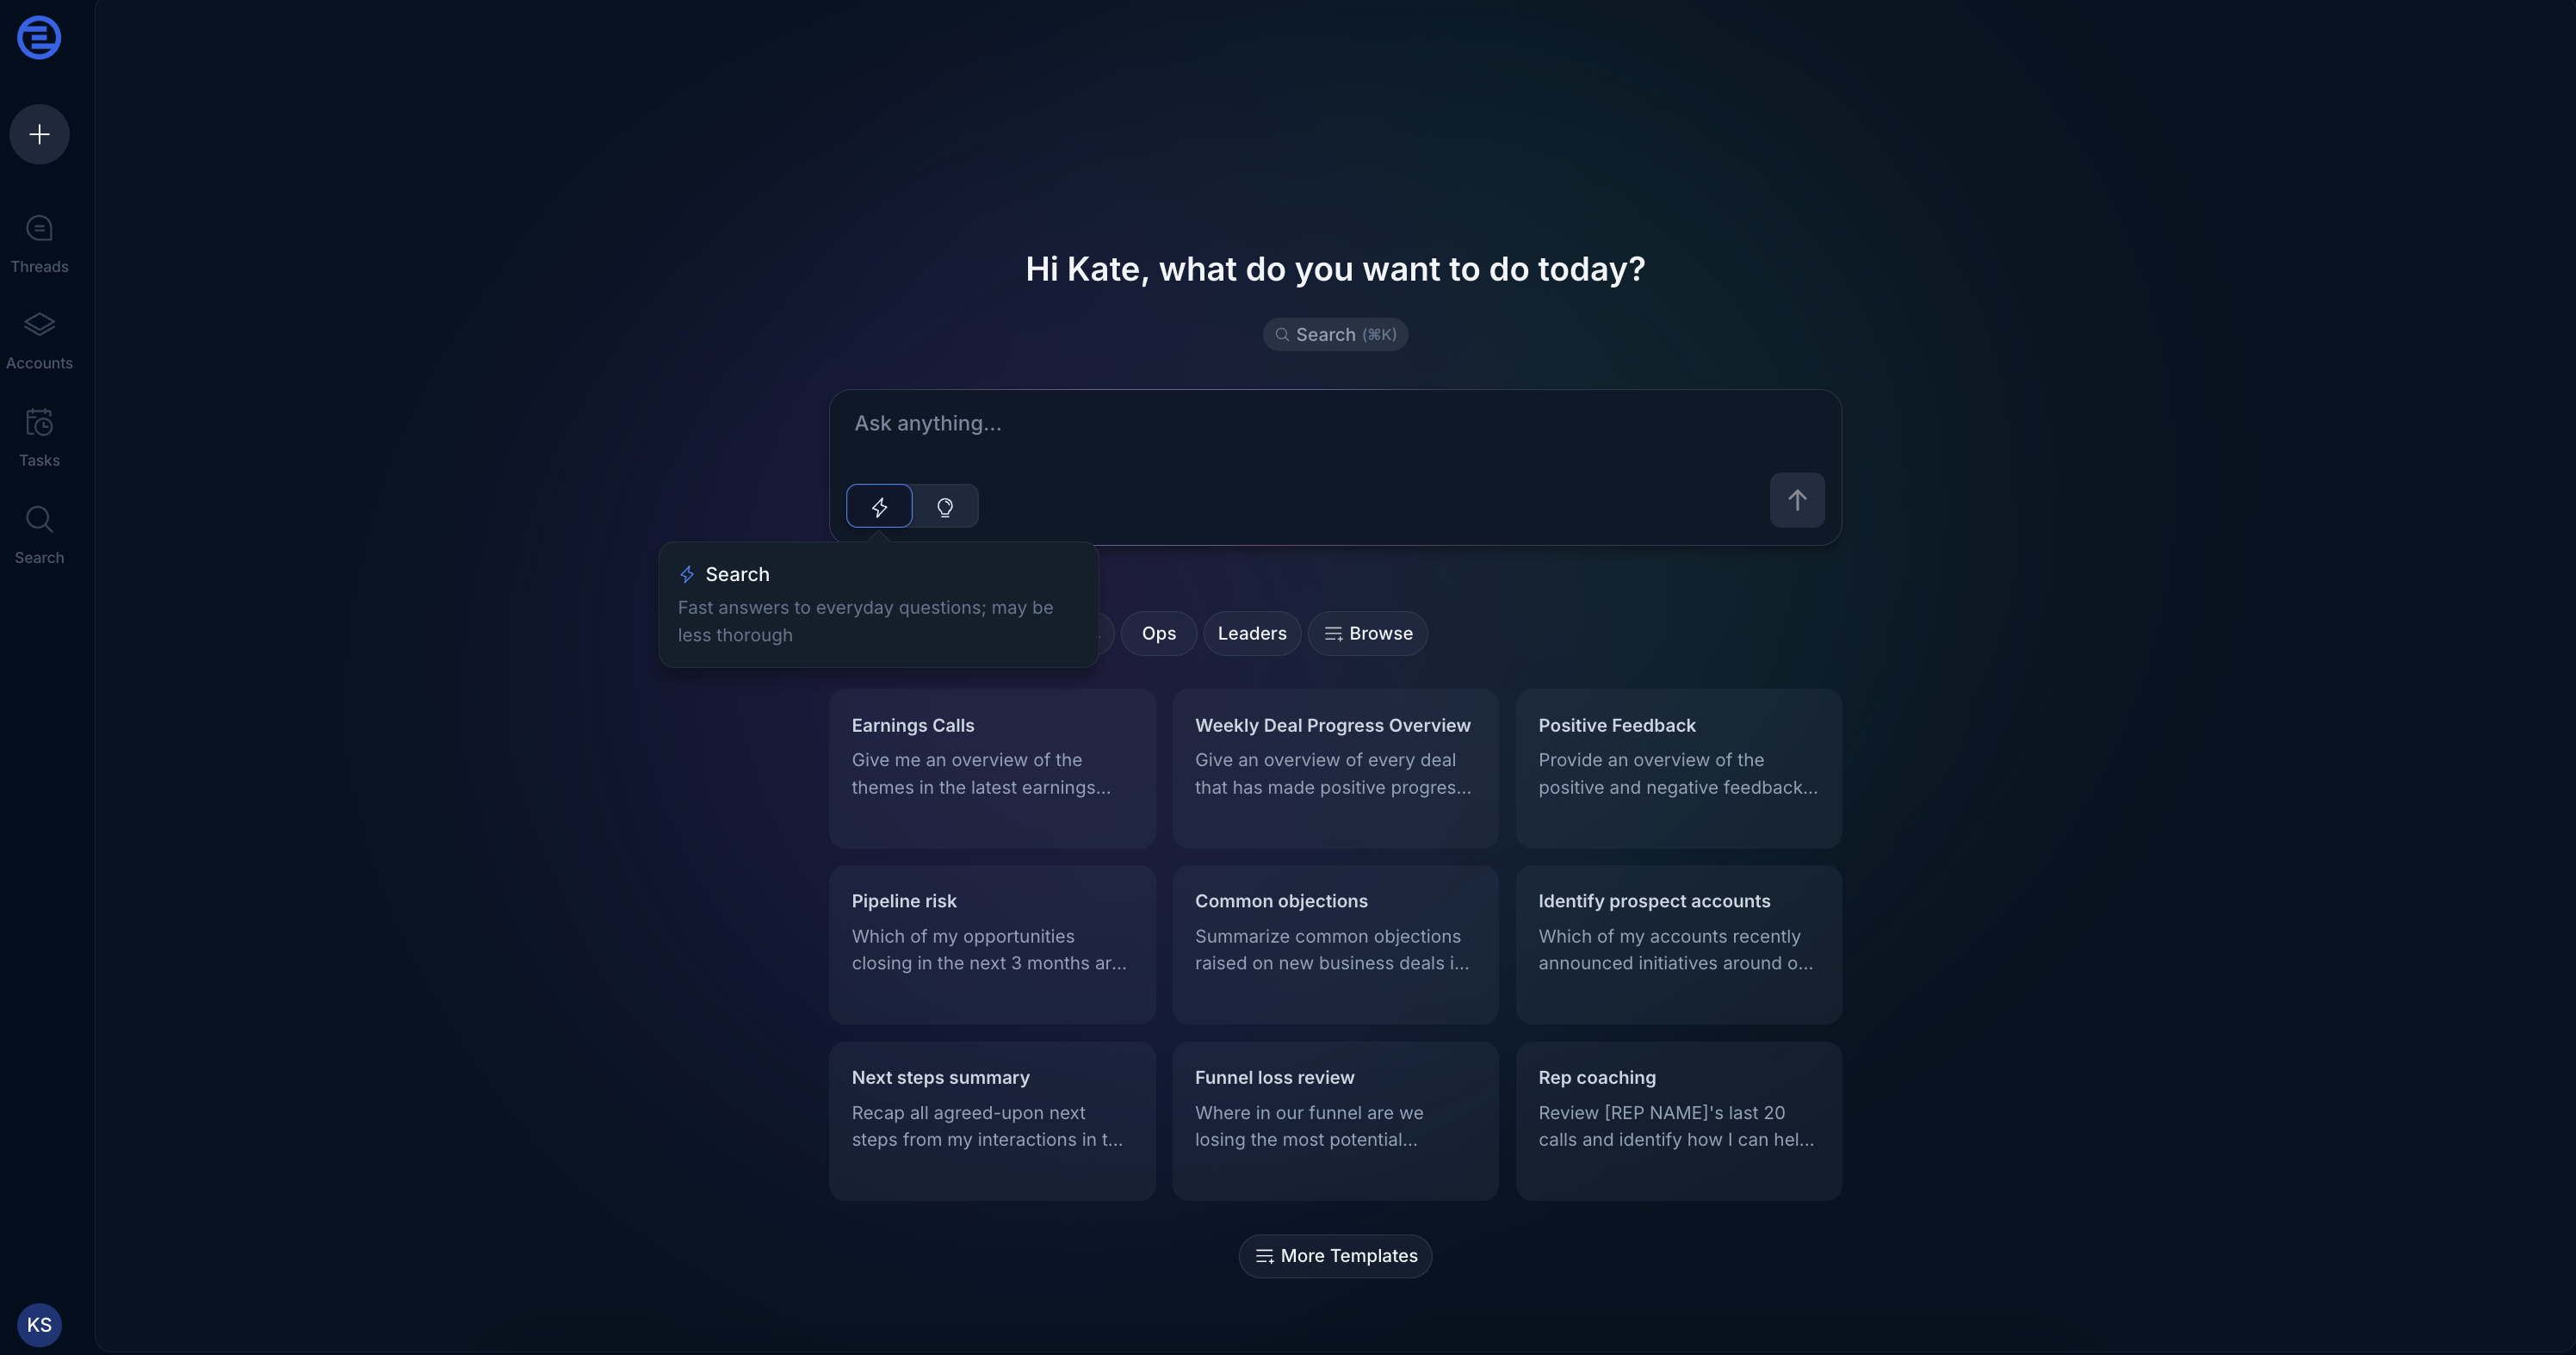 Threads
Accounts
Tasks
Search
KS
Hi Kate, what do you want to do today?
Search (⌘K)
Ask anything...
Search
Fast answers to everyday questions; may be
less thorough
Ops
Leaders
Browse
Earnings Calls
Give me an overview of the
themes in the latest earnings...
Weekly Deal Progress Overview
Give an overview of every deal
that has made positive progres...
Positive Feedback
Provide an overview of the
positive and negative feedback...
Pipeline risk
Which of my opportunities
closing in the next 3 months ar...
Common objections
Summarize common objections
raised on new business deals i...
Identify prospect accounts
Which of my accounts recently
announced initiatives around o...
Next steps summary
Recap all agreed-upon next
steps from my interactions in t...
Funnel loss review
Where in our funnel are we
losing the most potential...
Rep coaching
Review [REP NAME]'s last 20
calls and identify how I can hel...
More Templates